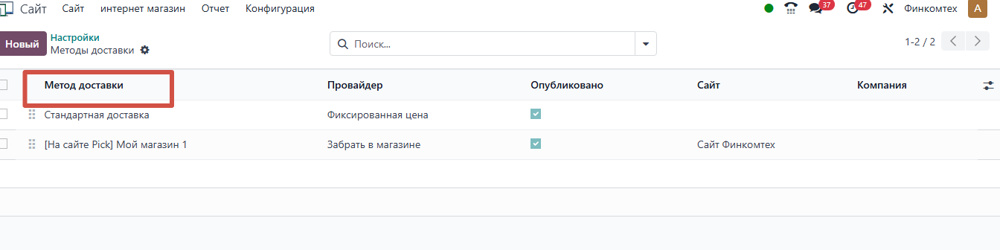 Сайт Сайт интернет магазин Отчет Конфигурация 37 47 Финкомтех A
Новый Настройки
Методы доставки Поиск... 1-2 / 2
Метод доставки Провайдер Опубликовано Сайт Компания
Стандартная доставка Фиксированная цена
[На сайте Pick] Мой магазин 1 Забрать в магазине Сайт Финкомтех